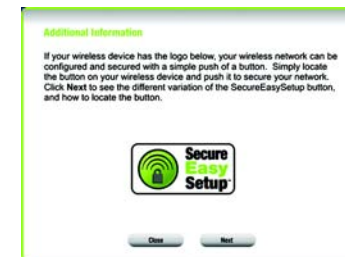 Additional Information
If your wireless device has the logo below, your wireless network can be
configured and secured with a simple push of a button. Simply locate
the button on your wireless device and push it to secure your network.
Click Next to see the different variation of the SecureEasySetup button,
and how to locate the button.
Secure
Easy
Setup™
Close Next